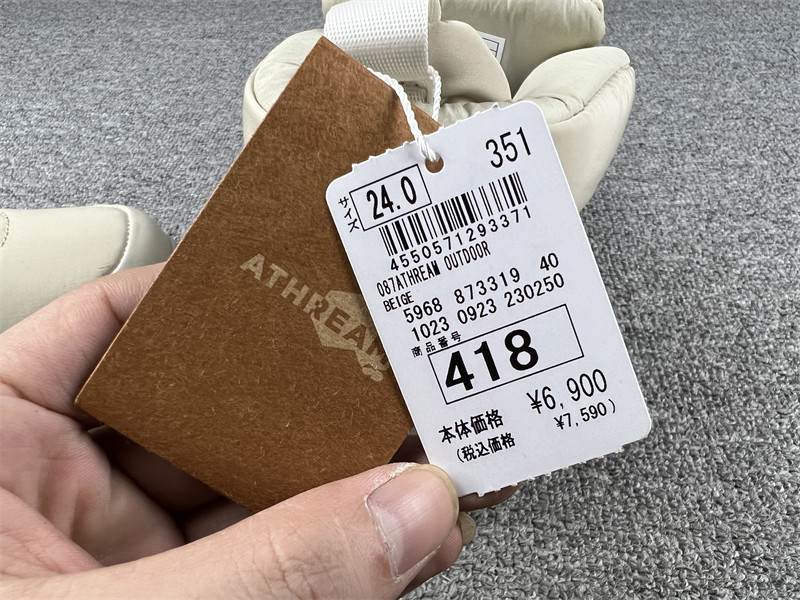 ATHREAM
351
サイズ
24.0
4550571293371
087ATHREAM OUTDOOR
BEIGE
5968 873319 40
1023 0923 230250
商品番号
418
本体価格 ¥6,900
(税込価格 ¥7,590)